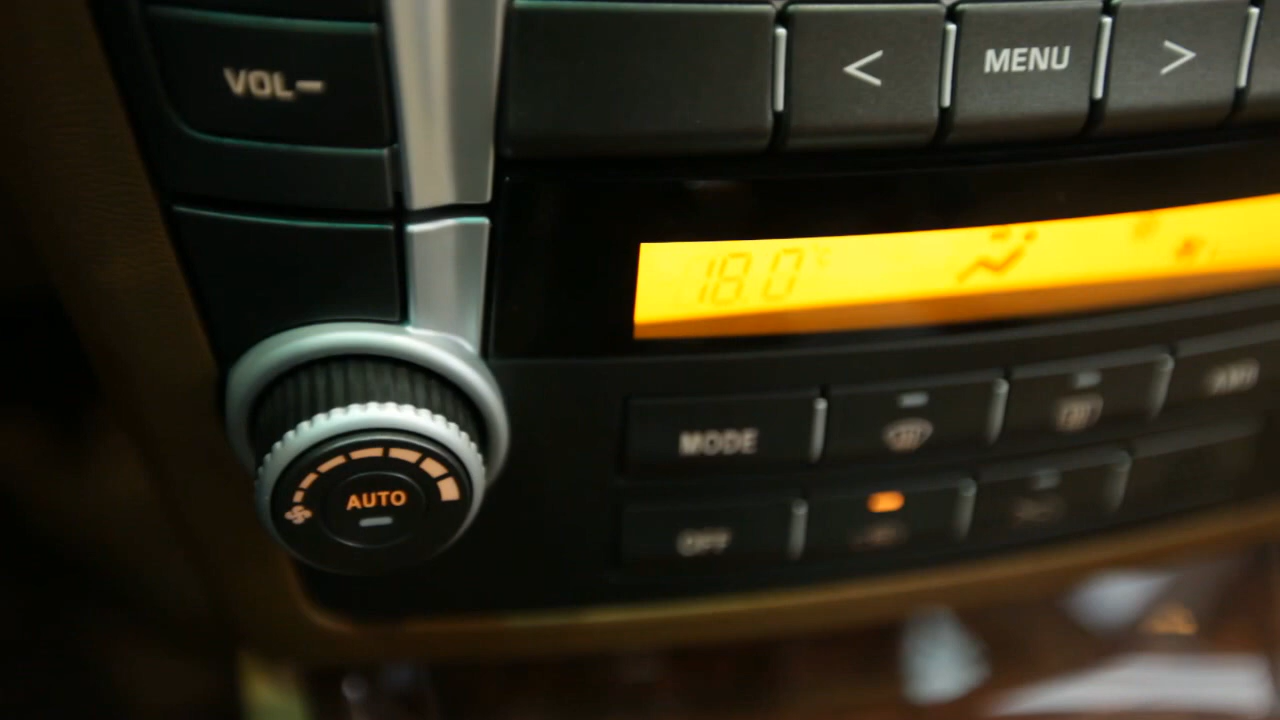 VOL–
< MENU >
18.0°C
MODE
AUTO
OFF